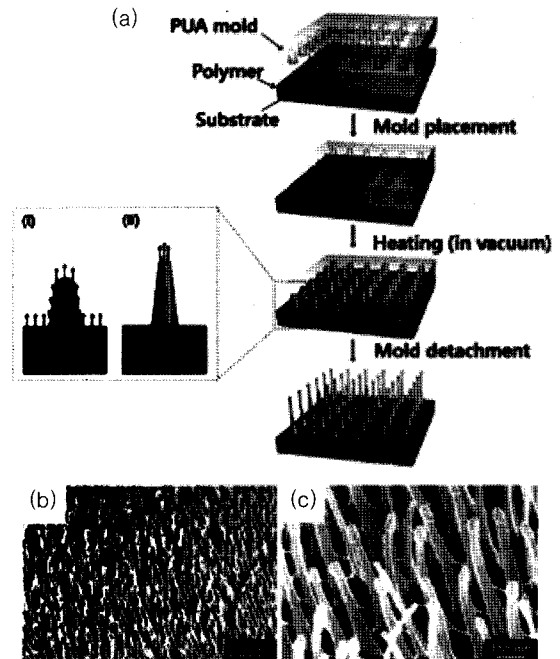 (a)
PUA mold
Polymer
Substrate
Mold placement
(I) (II)
Heating (in vacuum)
Mold detachment
(b) (c)